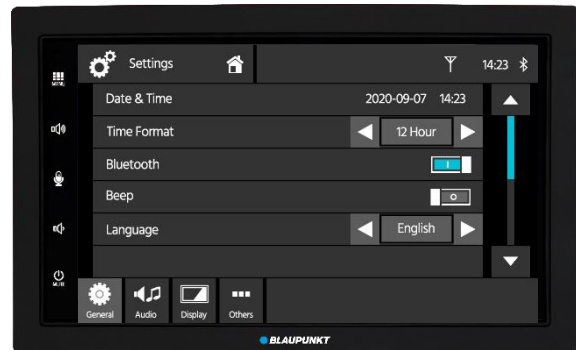 Settings
14:23
MENU
Date & Time 2020-09-07 14:23
Time Format 12 Hour
Bluetooth I
Beep O
Language English
MUTE
General Audio Display Others
BLAUPUNKT